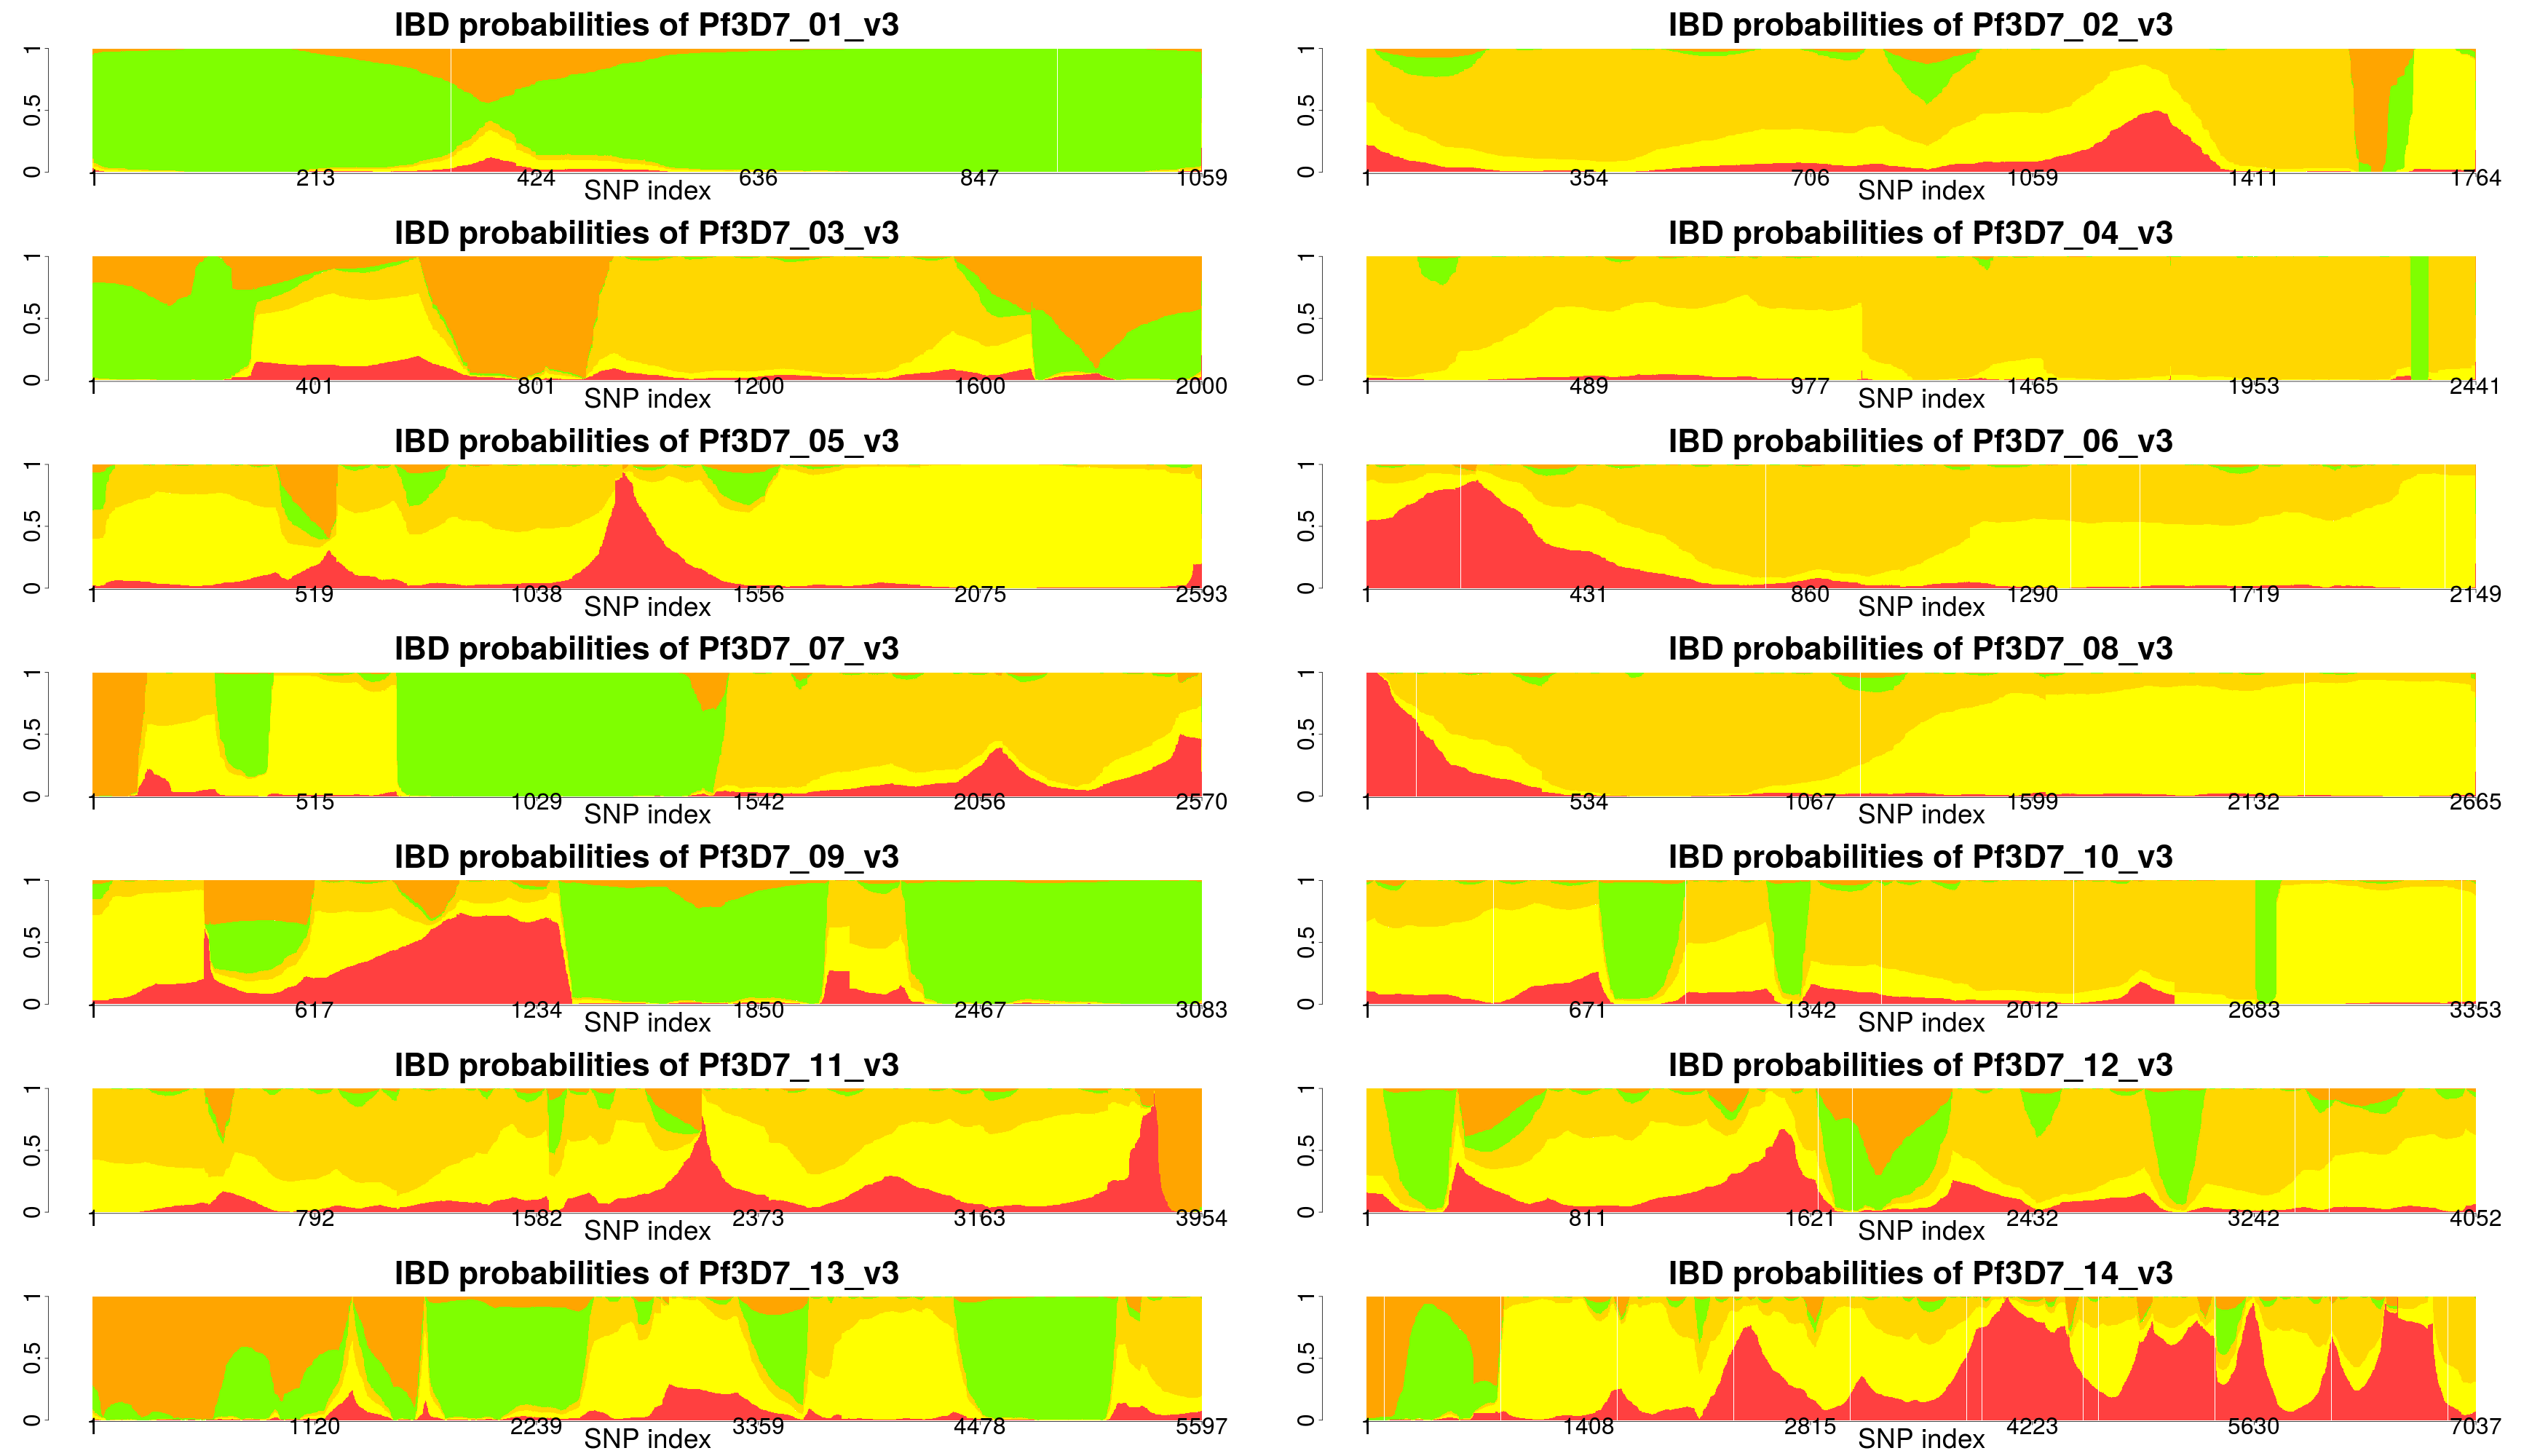 IBD probabilities of Pf3D7_01_v3
0 0.5 1
1 213 424 636 847 1059
SNP index
IBD probabilities of Pf3D7_02_v3
0 0.5 1
1 354 706 1059 1411 1764
SNP index
IBD probabilities of Pf3D7_03_v3
0 0.5 1
1 401 801 1200 1600 2000
SNP index
IBD probabilities of Pf3D7_04_v3
0 0.5 1
1 489 977 1465 1953 2441
SNP index
IBD probabilities of Pf3D7_05_v3
0 0.5 1
1 519 1038 1556 2075 2593
SNP index
IBD probabilities of Pf3D7_06_v3
0 0.5 1
1 431 860 1290 1719 2149
SNP index
IBD probabilities of Pf3D7_07_v3
0 0.5 1
1 515 1029 1542 2056 2570
SNP index
IBD probabilities of Pf3D7_08_v3
0 0.5 1
1 534 1067 1599 2132 2665
SNP index
IBD probabilities of Pf3D7_09_v3
0 0.5 1
1 617 1234 1850 2467 3083
SNP index
IBD probabilities of Pf3D7_10_v3
0 0.5 1
1 671 1342 2012 2683 3353
SNP index
IBD probabilities of Pf3D7_11_v3
0 0.5 1
1 792 1582 2373 3163 3954
SNP index
IBD probabilities of Pf3D7_12_v3
0 0.5 1
1 811 1621 2432 3242 4052
SNP index
IBD probabilities of Pf3D7_13_v3
0 0.5 1
1 1120 2239 3359 4478 5597
SNP index
IBD probabilities of Pf3D7_14_v3
0 0.5 1
1 1408 2815 4223 5630 7037
SNP index